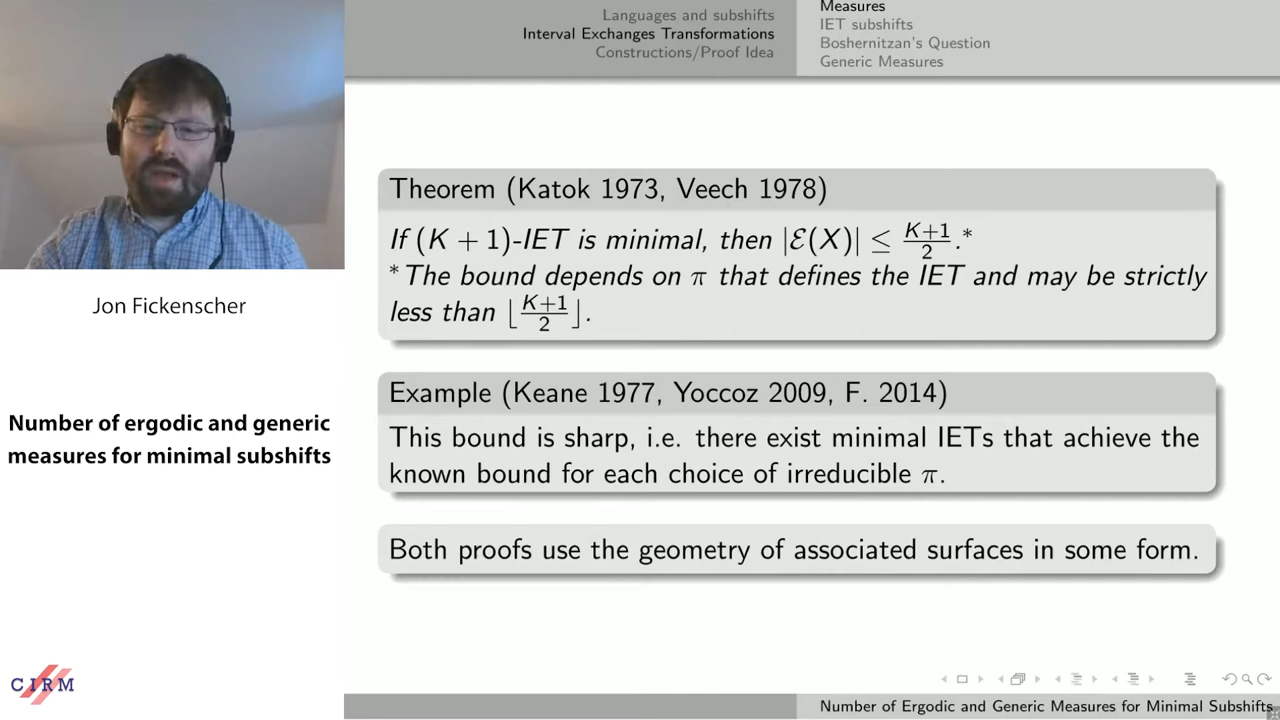 Languages and subshifts
Interval Exchanges Transformations
Constructions/Proof Idea
Measures
IET subshifts
Boshernitzan's Question
Generic Measures
Theorem (Katok 1973, Veech 1978)
If (K + 1)-IET is minimal, then |ℰ(X)| ≤ (K+1)/2.*
*The bound depends on π that defines the IET and may be strictly
less than ⌊(K+1)/2⌋.
Example (Keane 1977, Yoccoz 2009, F. 2014)
This bound is sharp, i.e. there exist minimal IETs that achieve the
known bound for each choice of irreducible π.
Both proofs use the geometry of associated surfaces in some form.
Jon Fickenscher
Number of ergodic and generic
measures for minimal subshifts
CIRM
Number of Ergodic and Generic Measures for Minimal Subshifts